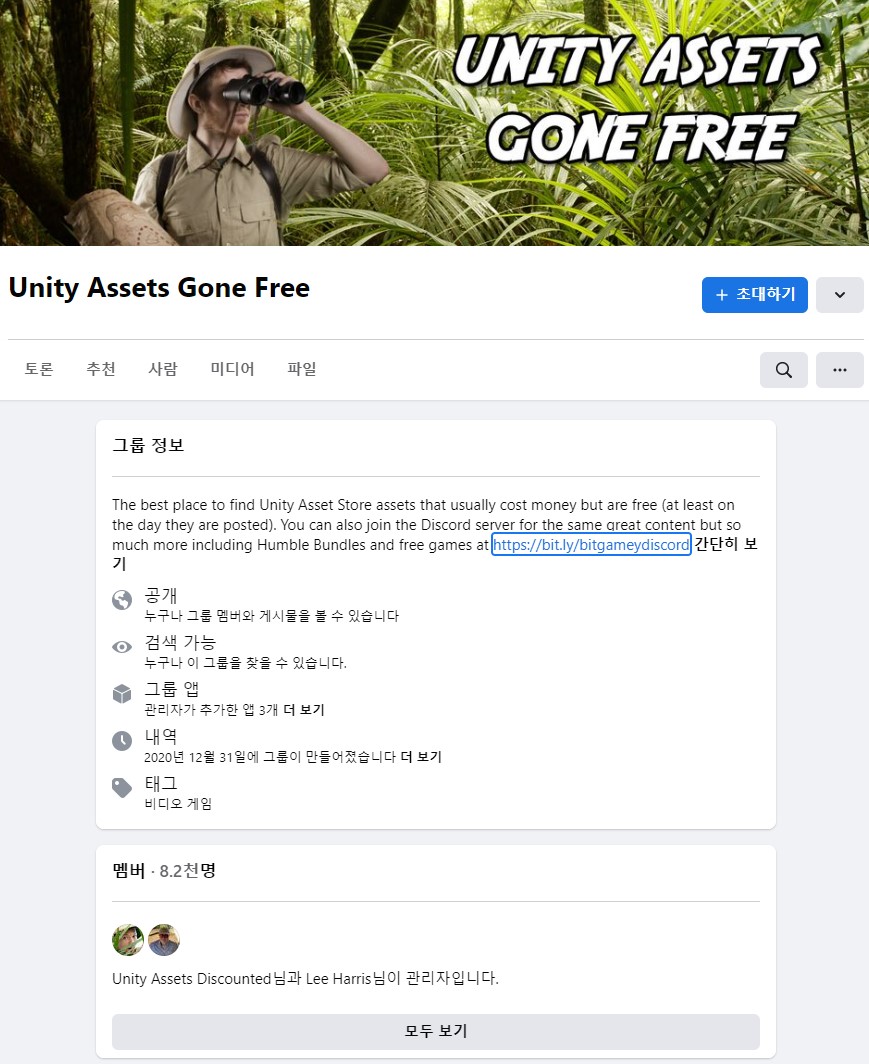 UNITY ASSETS
GONE FREE
Unity Assets Gone Free
+ 초대하기
토론 추천 사람 미디어 파일
그룹 정보
The best place to find Unity Asset Store assets that usually cost money but are free (at least on
the day they are posted). You can also join the Discord server for the same great content but so
much more including Humble Bundles and free games at https://bit.ly/bitgameydiscord 간단히 보
기
공개
누구나 그룹 멤버와 게시물을 볼 수 있습니다
검색 가능
누구나 이 그룹을 찾을 수 있습니다.
그룹 앱
관리자가 추가한 앱 3개 더 보기
내역
2020년 12월 31일에 그룹이 만들어졌습니다 더 보기
태그
비디오 게임
멤버 · 8.2천명
Unity Assets Discounted님과 Lee Harris님이 관리자입니다.
모두 보기